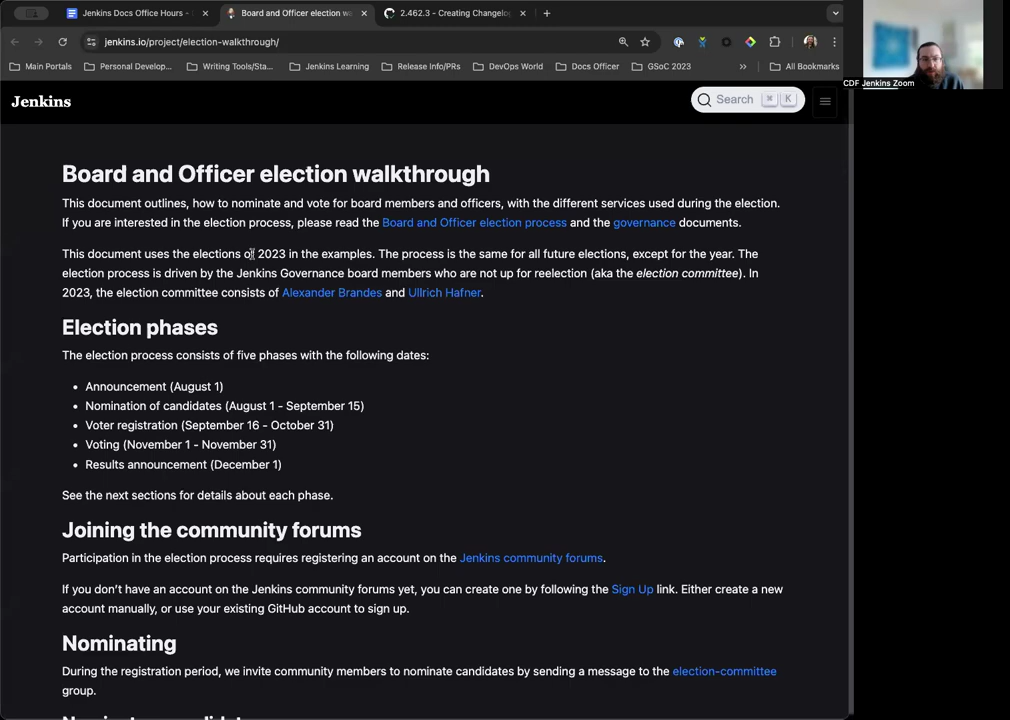 Jenkins Docs Office Hours -
Board and Officer election wa
2.462.3 - Creating Changelog
jenkins.io/project/election-walkthrough/
Main Portals
Personal Develop...
Writing Tools/Sta...
Jenkins Learning
Release Info/PRs
DevOps World
Docs Officer
GSoC 2023
All Bookmarks
CDF Jenkins Zoom
Jenkins
Search ⌘ K
Board and Officer election walkthrough
This document outlines, how to nominate and vote for board members and officers, with the different services used during the election.
If you are interested in the election process, please read the Board and Officer election process and the governance documents.
This document uses the elections of 2023 in the examples. The process is the same for all future elections, except for the year. The
election process is driven by the Jenkins Governance board members who are not up for reelection (aka the election committee). In
2023, the election committee consists of Alexander Brandes and Ullrich Hafner.
Election phases
The election process consists of five phases with the following dates:
• Announcement (August 1)
• Nomination of candidates (August 1 - September 15)
• Voter registration (September 16 - October 31)
• Voting (November 1 - November 31)
• Results announcement (December 1)
See the next sections for details about each phase.
Joining the community forums
Participation in the election process requires registering an account on the Jenkins community forums.
If you don't have an account on the Jenkins community forums yet, you can create one by following the Sign Up link. Either create a new
account manually, or use your existing GitHub account to sign up.
Nominating
During the registration period, we invite community members to nominate candidates by sending a message to the election-committee
group.